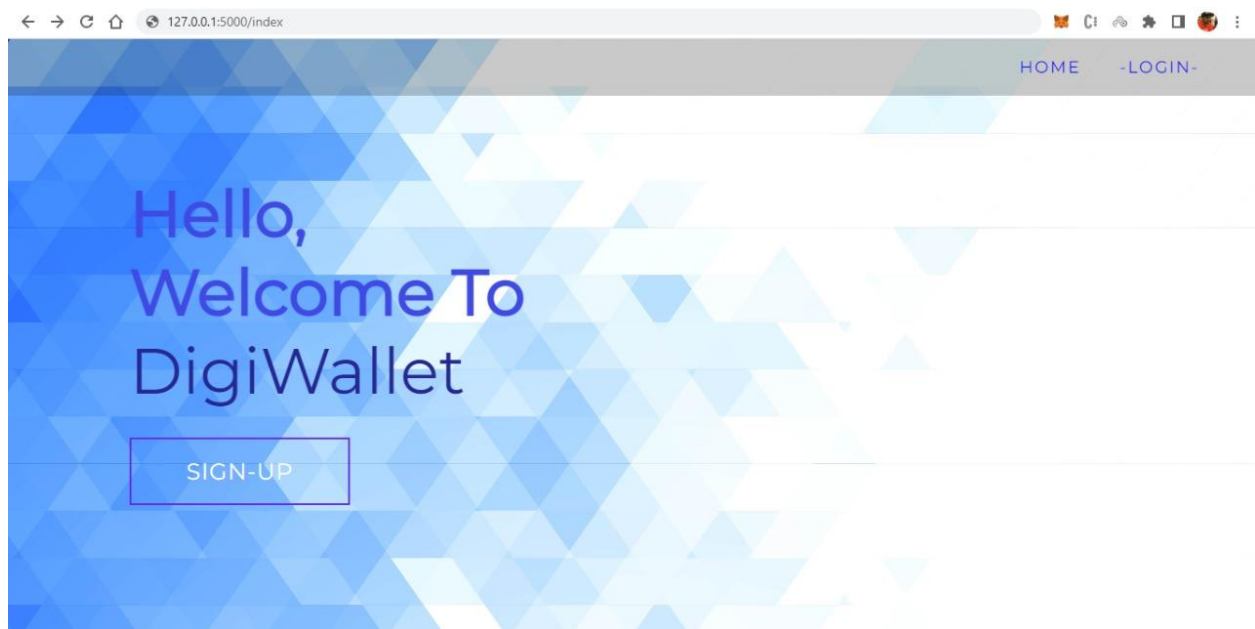 127.0.0.1:5000/index
HOME -LOGIN-
Hello,
Welcome To
DigiWallet
SIGN-UP